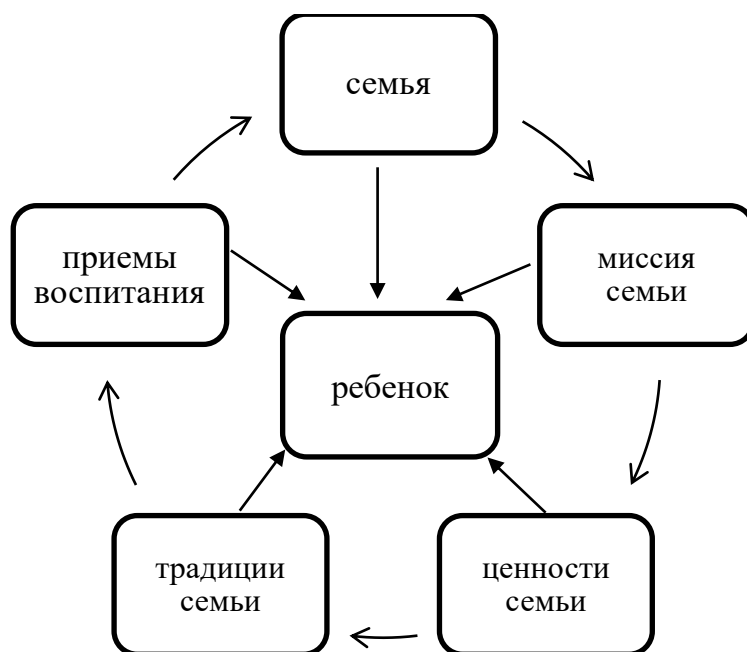 семья
приемы
воспитания
миссия
семьи
ребенок
традиции
семьи
ценности
семьи